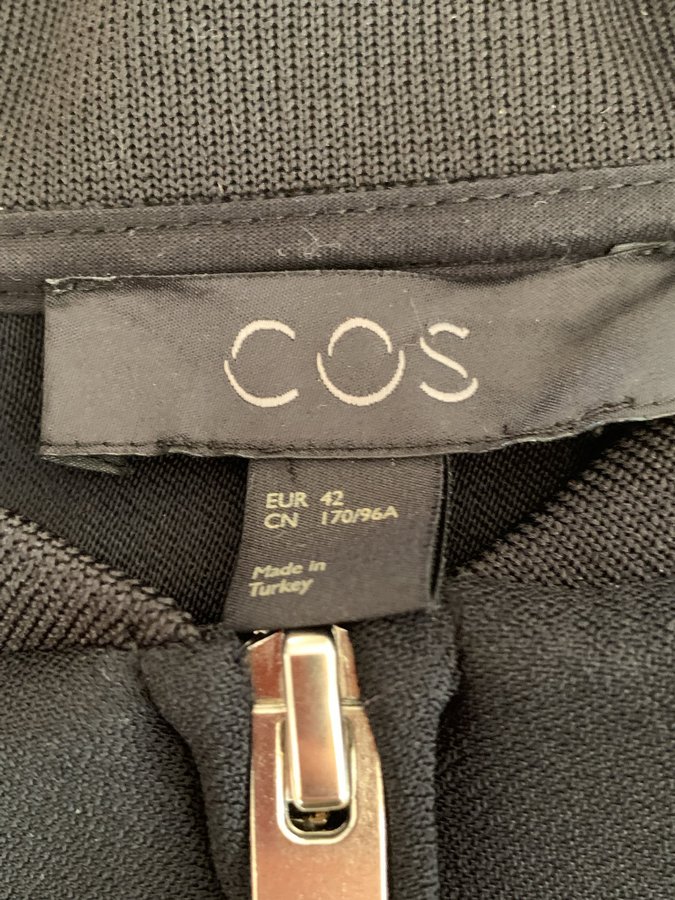 COS
EUR 42
CN 170/96A
Made in
Turkey